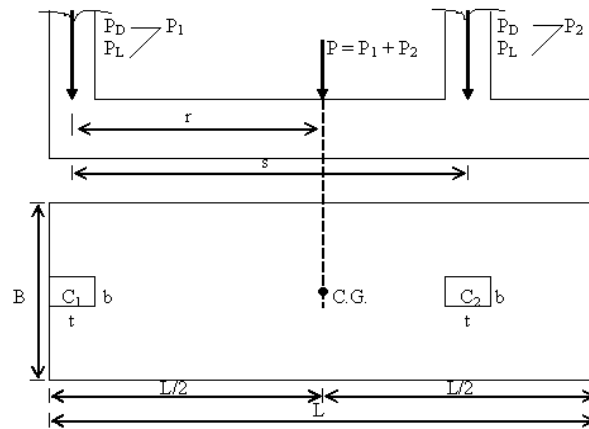 P_D P_1
P_L
P = P_1 + P_2
P_D P_2
P_L
r
s
B
C_1 b
t
C.G.
C_2 b
t
L/2 L/2
L